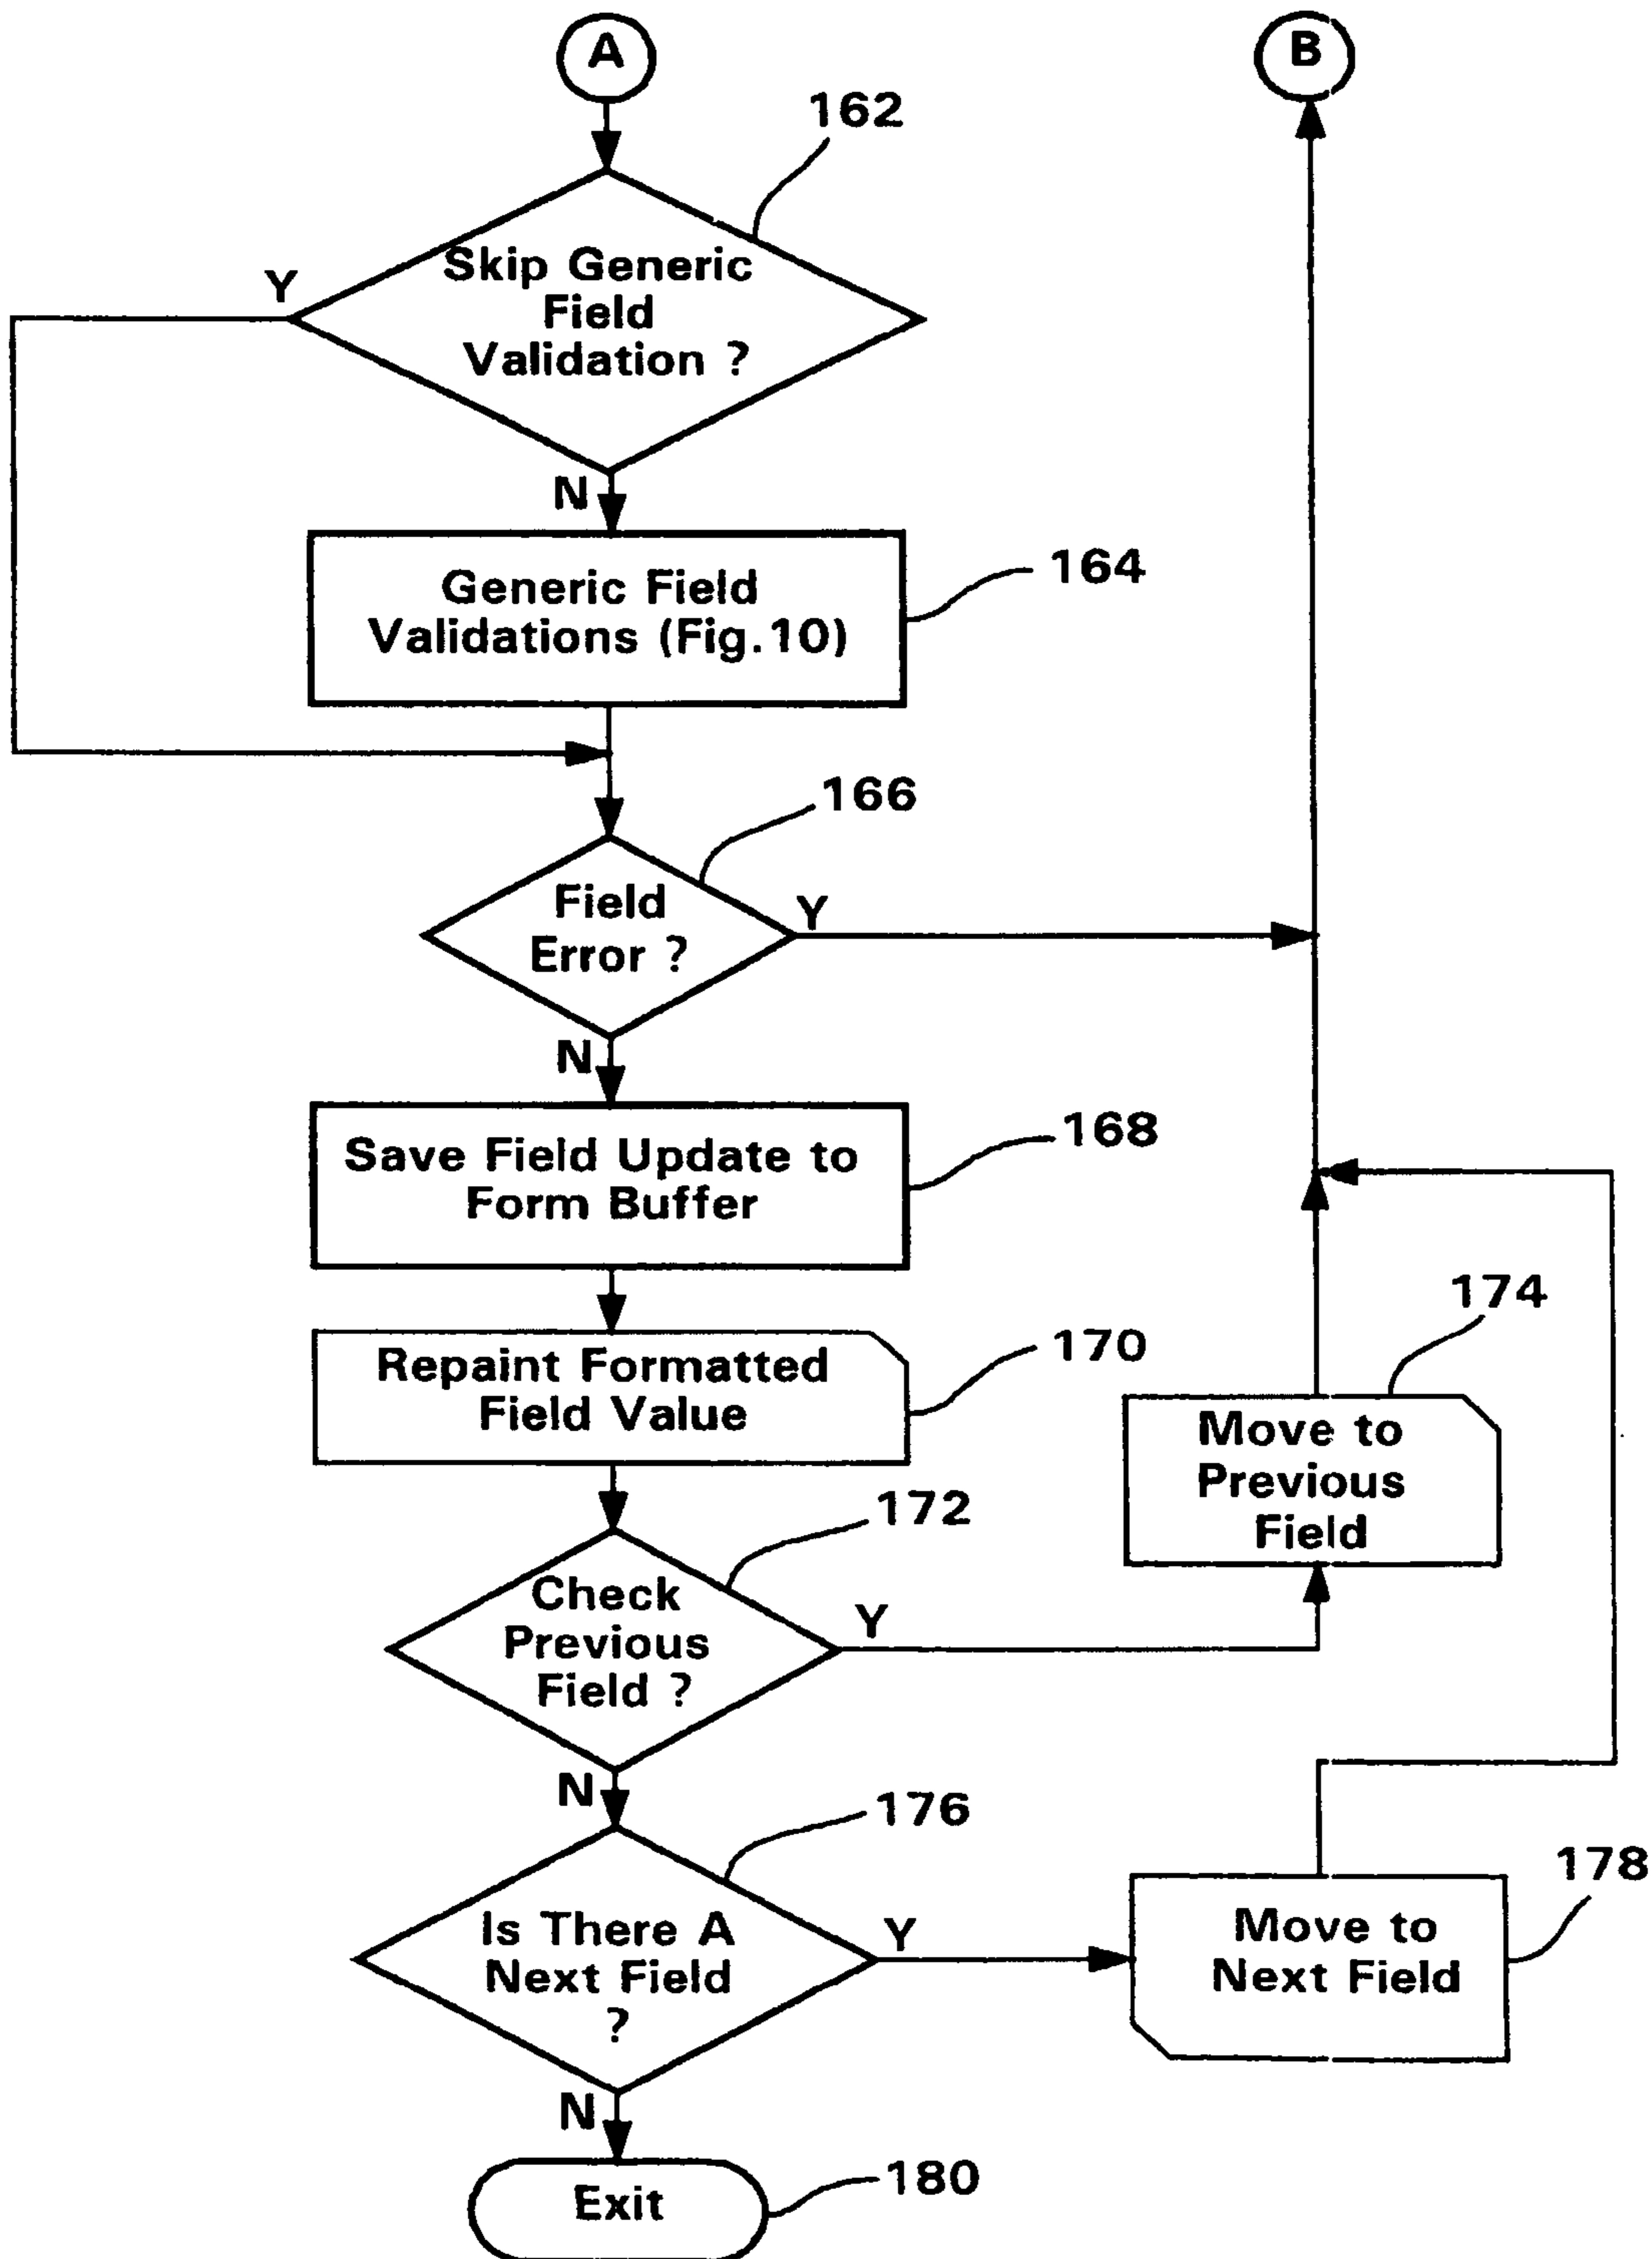 A
B
162
Skip Generic
Field
Validation ?
Y
N
Generic Field
Validations (Fig.10)
164
166
Field
Error ?
Y
N
Save Field Update to
Form Buffer
168
Repaint Formatted
Field Value
170
174
Move to
Previous
Field
172
Check
Previous
Field ?
Y
N
176
Is There A
Next Field
?
Y
178
Move to
Next Field
N
Exit
180